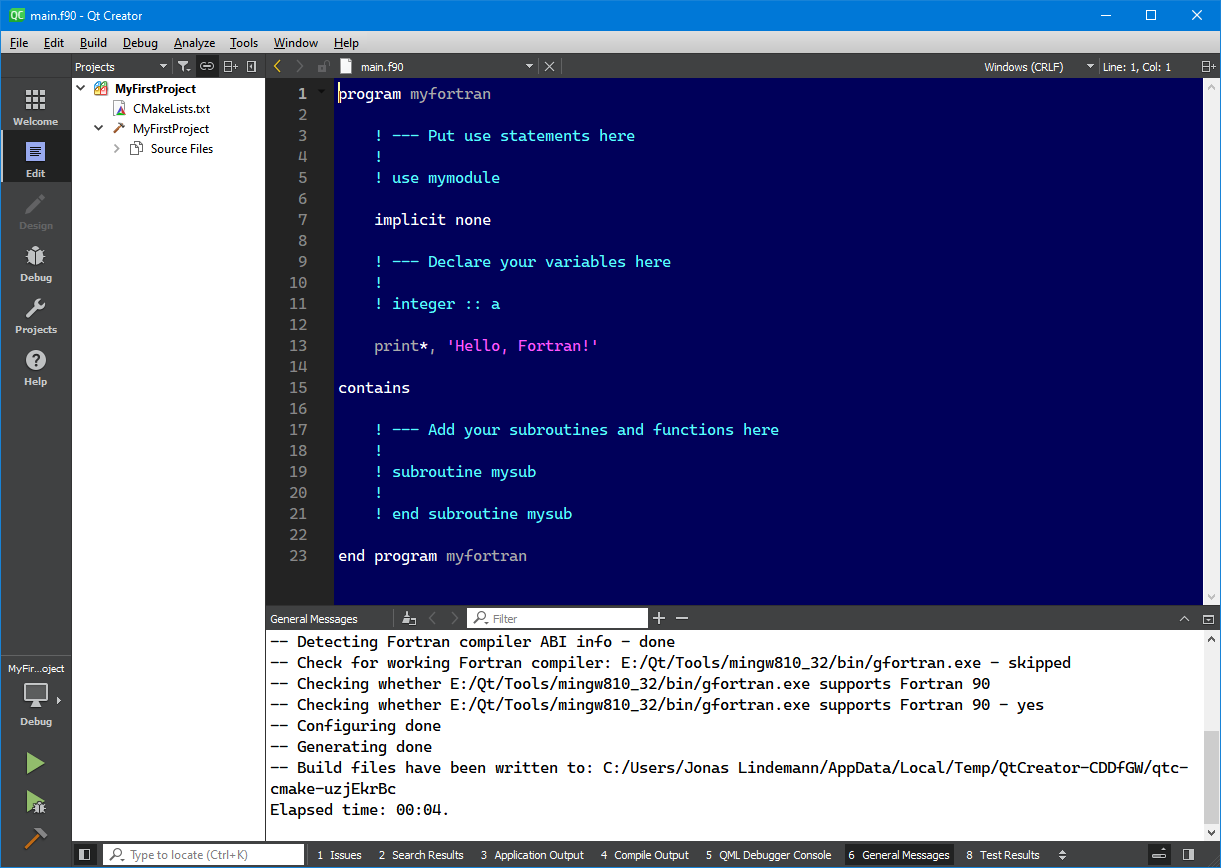 QC main.f90 - Qt Creator
File Edit Build Debug Analyze Tools Window Help
Projects
main.f90
Windows (CRLF)
Line: 1, Col: 1
Welcome
Edit
Design
Debug
Projects
Help
MyFirstProject
CMakeLists.txt
MyFirstProject
Source Files
1 program myfortran
2
3 ! --- Put use statements here
4 !
5 ! use mymodule
6
7 implicit none
8
9 ! --- Declare your variables here
10 !
11 ! integer :: a
12
13 print*, 'Hello, Fortran!'
14
15 contains
16
17 ! --- Add your subroutines and functions here
18 !
19 ! subroutine mysub
20 !
21 ! end subroutine mysub
22
23 end program myfortran
General Messages
Filter
-- Detecting Fortran compiler ABI info - done
-- Check for working Fortran compiler: E:/Qt/Tools/mingw810_32/bin/gfortran.exe - skipped
-- Checking whether E:/Qt/Tools/mingw810_32/bin/gfortran.exe supports Fortran 90
-- Checking whether E:/Qt/Tools/mingw810_32/bin/gfortran.exe supports Fortran 90 - yes
-- Configuring done
-- Generating done
-- Build files have been written to: C:/Users/Jonas Lindemann/AppData/Local/Temp/QtCreator-CDDfGW/qtc-
cmake-uzjEkrBc
Elapsed time: 00:04.
MyFir...oject
Debug
Type to locate (Ctrl+K)
1 Issues 2 Search Results 3 Application Output 4 Compile Output 5 QML Debugger Console 6 General Messages 8 Test Results